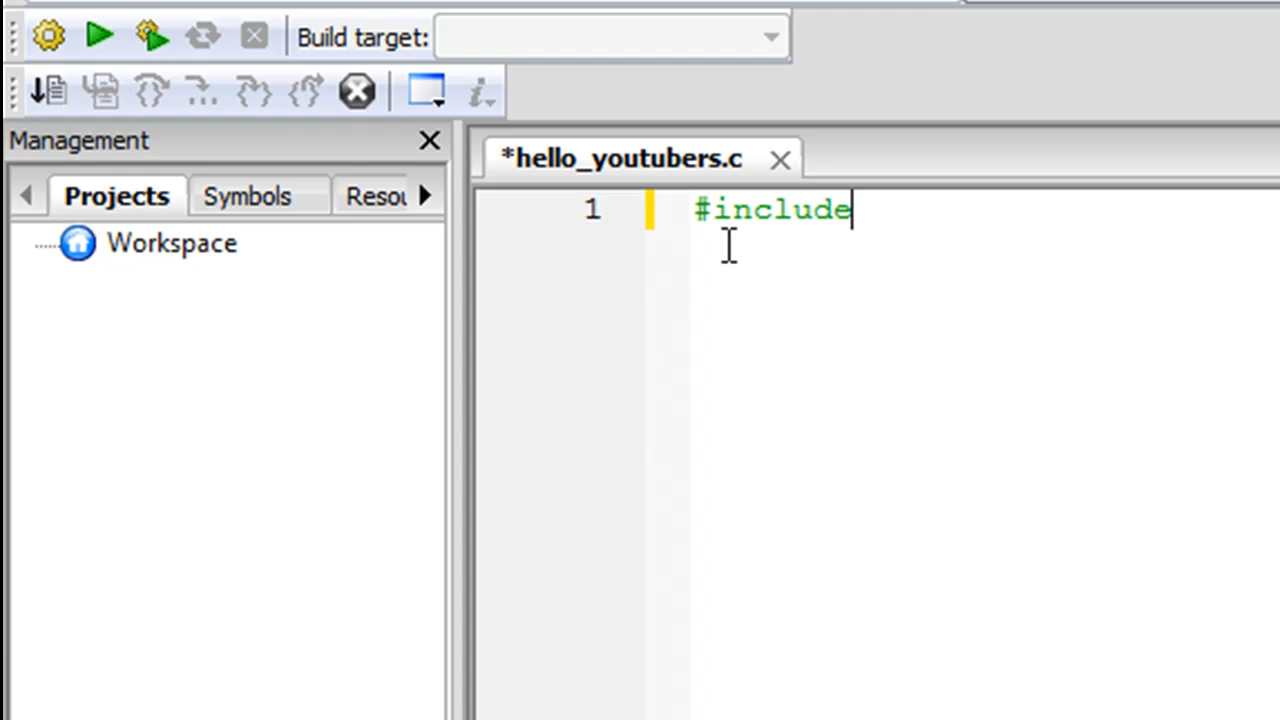 Build target:
Management
*hello_youtubers.c
Projects
Symbols
Resou
1
#include
Workspace